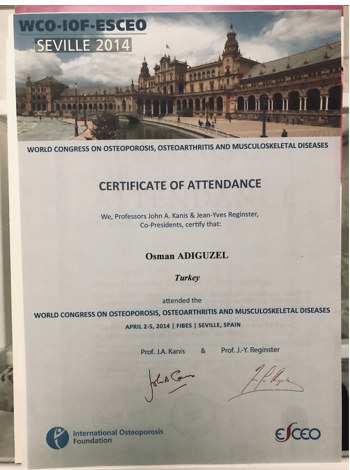 WCO-IOF-ESCEO
SEVILLE 2014
WORLD CONGRESS ON OSTEOPOROSIS, OSTEOARTHRITIS AND MUSCULOSKELETAL DISEASES
CERTIFICATE OF ATTENDANCE
We, Professors John A. Kanis & Jean-Yves Reginster,
Co-Presidents, certify that:
Osman ADIGUZEL
Turkey
attended the
WORLD CONGRESS ON OSTEOPOROSIS, OSTEOARTHRITIS AND MUSCULOSKELETAL DISEASES
APRIL 2-5, 2014 | FIBES | SEVILLE, SPAIN
Prof. J.A. Kanis & Prof. J.-Y. Reginster
International Osteoporosis
Foundation
ESCEO